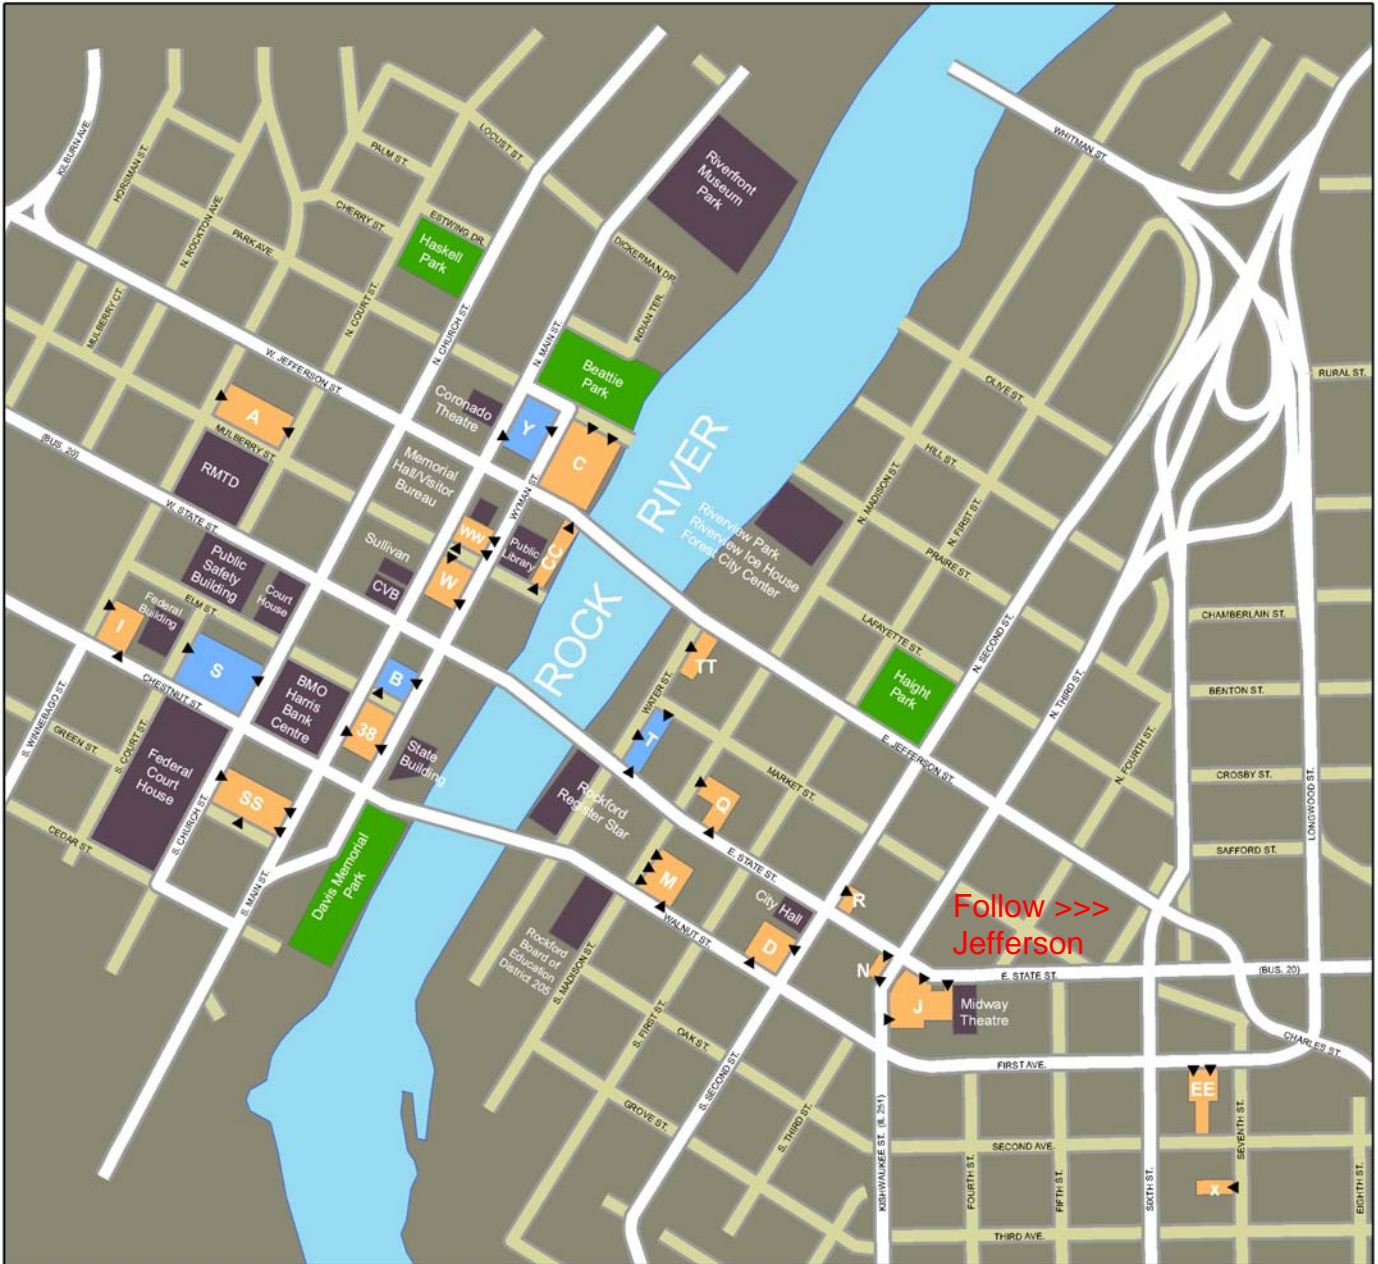 KILBURN AVE.
HORSMAN ST.
N. ROCKTON AVE.
PALM ST.
LOCUST ST.
CHERRY ST.
ESTWING DR.
PARK AVE.
N. COURT ST.
Haskell
Park
MULBERRY CT.
N. CHURCH ST.
N. MAIN ST.
DICKERMAN DR.
INDIAN TER.
Riverfront
Museum
Park
WHITMAN ST.
W. JEFFERSON ST.
Beattie
Park
Coronado
Theatre
Y
C
A
MULBERRY ST.
RMTD
(BUS. 20)
W. STATE ST.
Memorial
Hall/Visitor
Bureau
WYMAN ST.
WW
W
Public
Library
CC
Sullivan
CVB
Public
Safety
Building
Court
House
ELM ST.
Federal
Building
I
S
CHESTNUT ST.
BMO
Harris
Bank
Centre
B
38
State
Building
S. WINNEBAGO ST.
GREEN ST.
S. COURT ST.
Federal
Court
House
S. CHURCH ST.
SS
CEDAR ST.
S. MAIN ST.
Davis Memorial
Park
ROCK RIVER
Riverview Park
Riverview Ice House
Forest City Center
OLIVE ST.
HILL ST.
N. MADISON ST.
N. FIRST ST.
PRAIRE ST.
LAFAYETTE ST.
Haight
Park
N. SECOND ST.
N. THIRD ST.
N. FOURTH ST.
E. JEFFERSON ST.
RURAL ST.
CHAMBERLAIN ST.
BENTON ST.
CROSBY ST.
LONGWOOD ST.
SAFFORD ST.
WATER ST.
TT
T
MARKET ST.
Q
E. STATE ST.
Rockford
Register Star
M
WALNUT ST.
City Hall
D
R
N
J
Midway
Theatre
Follow >>>
Jefferson
E. STATE ST.
(BUS. 20)
CHARLES ST.
FIRST AVE.
Rockford
Board of
Education
District 205
S. MADISON ST.
S. FIRST ST.
OAK ST.
S. SECOND ST.
GROVE ST.
S. THIRD ST.
KISHWAUKEE ST. (IL 251)
EE
SECOND AVE.
FOURTH ST.
FIFTH ST.
SIXTH ST.
SEVENTH ST.
EIGHTH ST.
X
THIRD AVE.